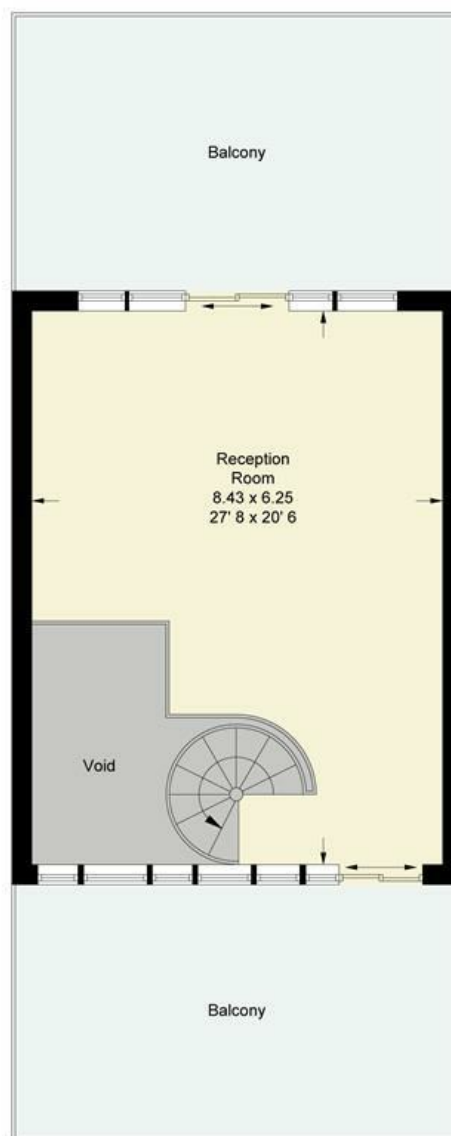 Balcony
Reception
Room
8.43 x 6.25
27' 8 x 20' 6
Void
Balcony